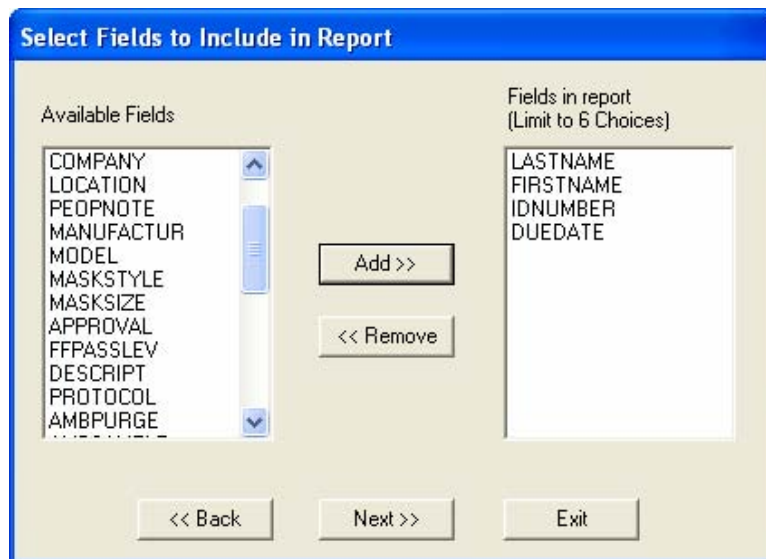 Select Fields to Include in Report
Available Fields
Fields in report
(Limit to 6 Choices)
COMPANY
LOCATION
PEOPNOTE
MANUFACTUR
MODEL
MASKSTYLE
MASKSIZE
APPROVAL
FFPASSLEV
DESCRIPT
PROTOCOL
AMBPURGE
Add >>
<< Remove
LASTNAME
FIRSTNAME
IDNUMBER
DUEDATE
<< Back
Next >>
Exit